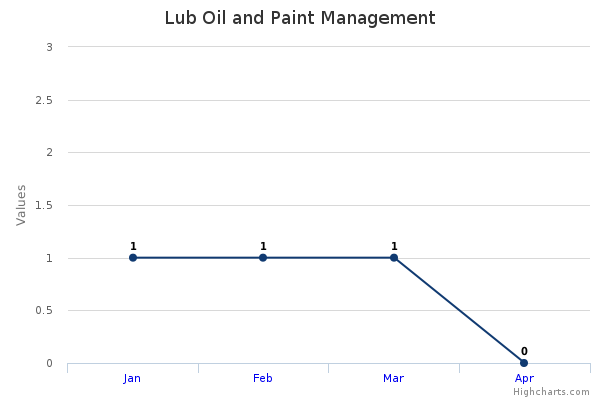 Lub Oil and Paint Management
Values
3
2.5
2
1.5
1
0.5
0
1
1
1
0
Jan
Feb
Mar
Apr
Highcharts.com